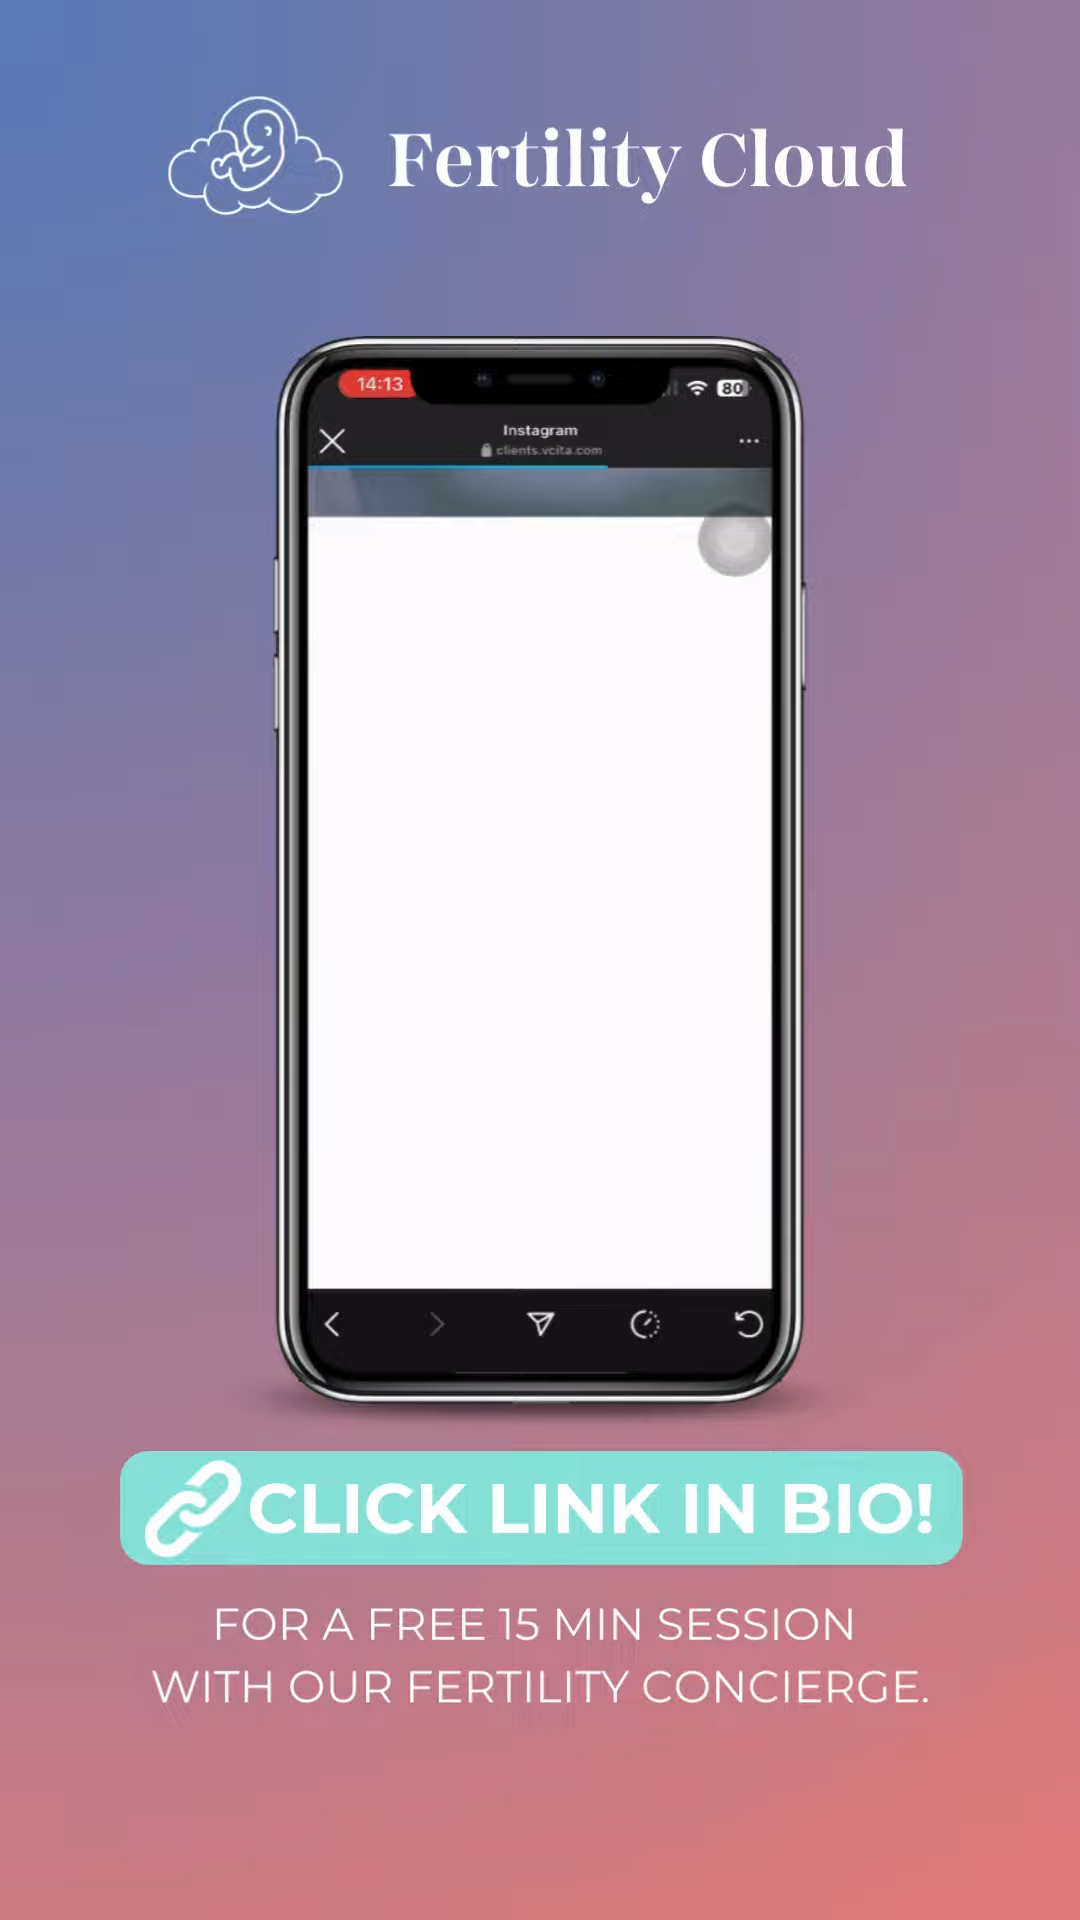 Fertility Cloud
14:13
80
Instagram
clients.vcita.com
CLICK LINK IN BIO!
FOR A FREE 15 MIN SESSION
WITH OUR FERTILITY CONCIERGE.